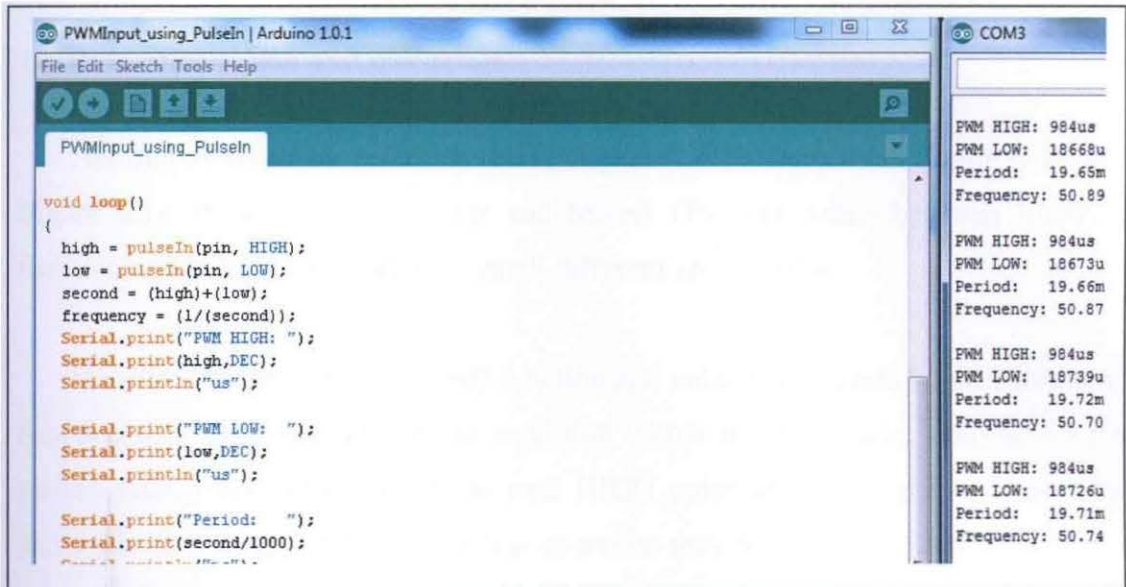 PWMInput_using_PulseIn | Arduino 1.0.1
File Edit Sketch Tools Help
PWMInput_using_PulseIn
void loop()
{
high = pulseIn(pin, HIGH);
low = pulseIn(pin, LOW);
second = (high)+(low);
frequency = (1/(second));
Serial.print("PWM HIGH: ");
Serial.print(high,DEC);
Serial.println("us");
Serial.print("PWM LOW:  ");
Serial.print(low,DEC);
Serial.println("us");
Serial.print("Period:   ");
Serial.print(second/1000);
COM3
PWM HIGH: 984us
PWM LOW:  18668u
Period:   19.65m
Frequency: 50.89
PWM HIGH: 984us
PWM LOW:  18673u
Period:   19.66m
Frequency: 50.87
PWM HIGH: 984us
PWM LOW:  18739u
Period:   19.72m
Frequency: 50.70
PWM HIGH: 984us
PWM LOW:  18726u
Period:   19.71m
Frequency: 50.74